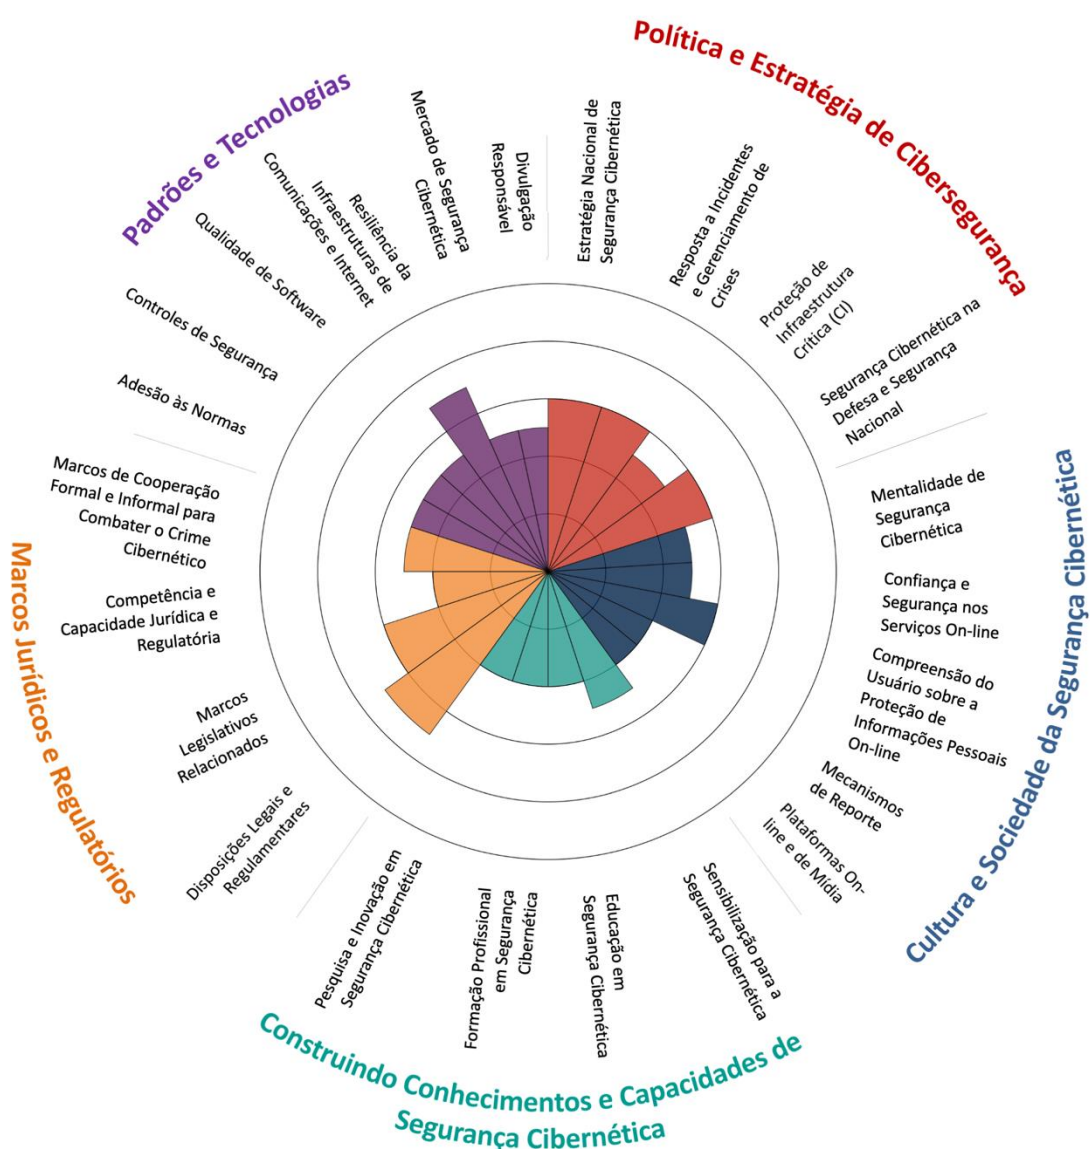 Política e Estratégia de Cibersegurança
Estratégia Nacional de
Segurança Cibernética
Resposta a Incidentes
e Gerenciamento de
Crises
Proteção de
Infraestrutura
Crítica (CI)
Segurança Cibernética na
Defesa e Segurança
Nacional
Cultura e Sociedade da Segurança Cibernética
Mentalidade de
Segurança
Cibernética
Confiança e
Segurança nos
Serviços On-line
Compreensão do
Usuário sobre a
Proteção de
Informações Pessoais
On-line
Mecanismos
de Reporte
Plataformas On-
line e de Mídia
Construindo Conhecimentos e Capacidades de
Segurança Cibernética
Sensibilização para a
Segurança Cibernética
Educação em
Segurança Cibernética
Formação Profissional
em Segurança
Cibernética
Pesquisa e Inovação em
Segurança Cibernética
Marcos Jurídicos e Regulatórios
Disposições Legais e
Regulamentares
Marcos
Legislativos
Relacionados
Competência e
Capacidade Jurídica e
Regulatória
Marcos de Cooperação
Formal e Informal para
Combater o Crime
Cibernético
Padrões e Tecnologias
Adesão às Normas
Controles de Segurança
Qualidade de Software
Resiliência da
Infraestruturas de
Comunicações e Internet
Mercado de Segurança
Cibernética
Divulgação
Responsável